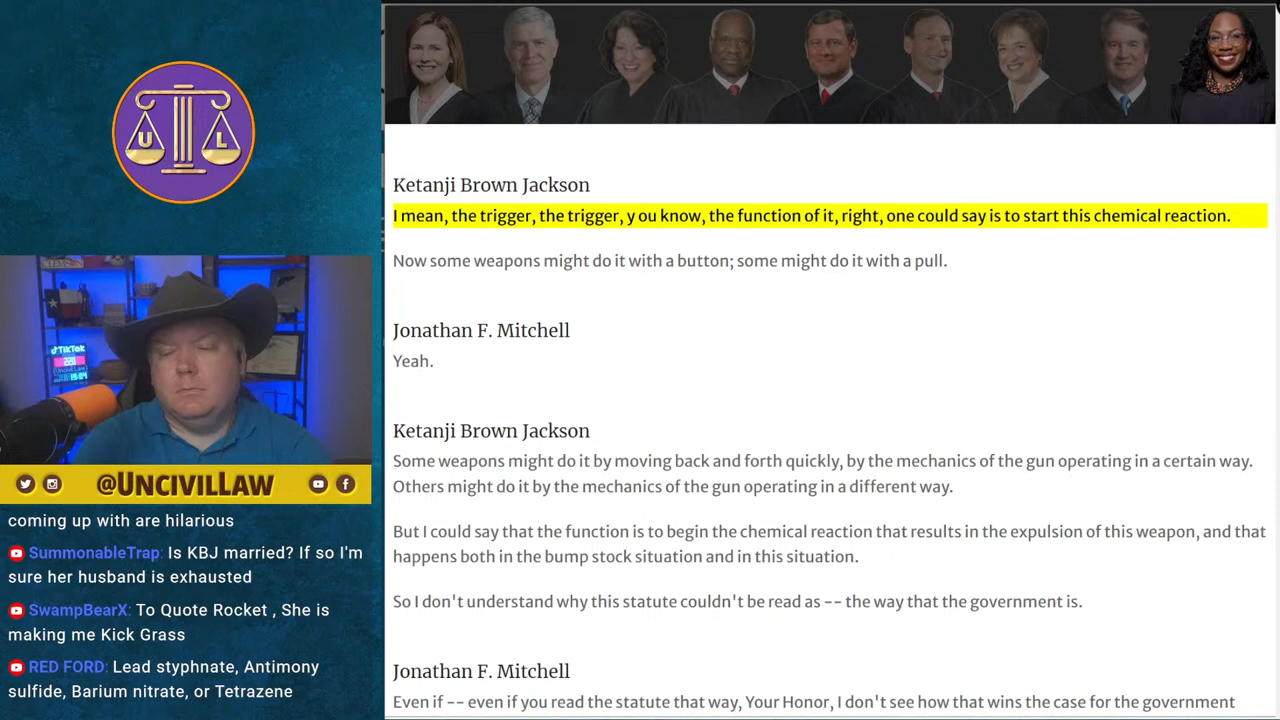 U L
TikTok
@UNCIVILLAW
coming up with are hilarious
SummonableTrap: Is KBJ married? If so I'm
sure her husband is exhausted
SwampBearX: To Quote Rocket , She is
making me Kick Grass
RED FORD: Lead styphnate, Antimony
sulfide, Barium nitrate, or Tetrazene
Ketanji Brown Jackson
I mean, the trigger, the trigger, y ou know, the function of it, right, one could say is to start this chemical reaction.
Now some weapons might do it with a button; some might do it with a pull.
Jonathan F. Mitchell
Yeah.
Ketanji Brown Jackson
Some weapons might do it by moving back and forth quickly, by the mechanics of the gun operating in a certain way.
Others might do it by the mechanics of the gun operating in a different way.
But I could say that the function is to begin the chemical reaction that results in the expulsion of this weapon, and that
happens both in the bump stock situation and in this situation.
So I don't understand why this statute couldn't be read as -- the way that the government is.
Jonathan F. Mitchell
Even if -- even if you read the statute that way, Your Honor, I don't see how that wins the case for the government